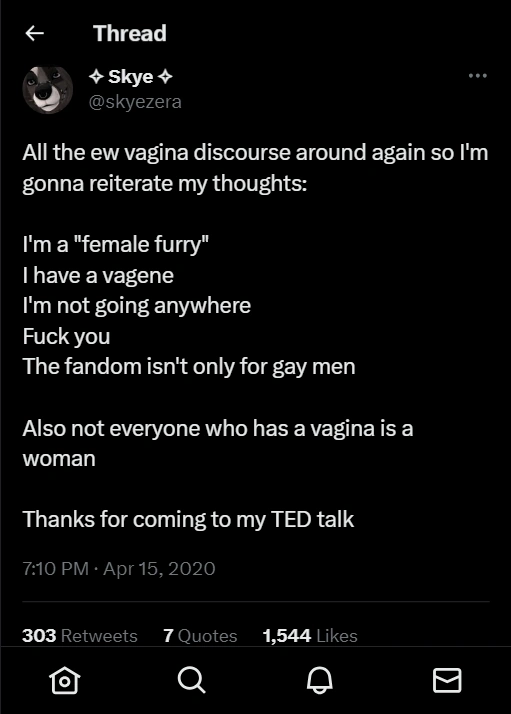 Thread
✧ Skye ✧
@skyezera
All the ew vagina discourse around again so I'm
gonna reiterate my thoughts:
I'm a "female furry"
I have a vagene
I'm not going anywhere
Fuck you
The fandom isn't only for gay men
Also not everyone who has a vagina is a
woman
Thanks for coming to my TED talk
7:10 PM · Apr 15, 2020
303 Retweets 7 Quotes 1,544 Likes